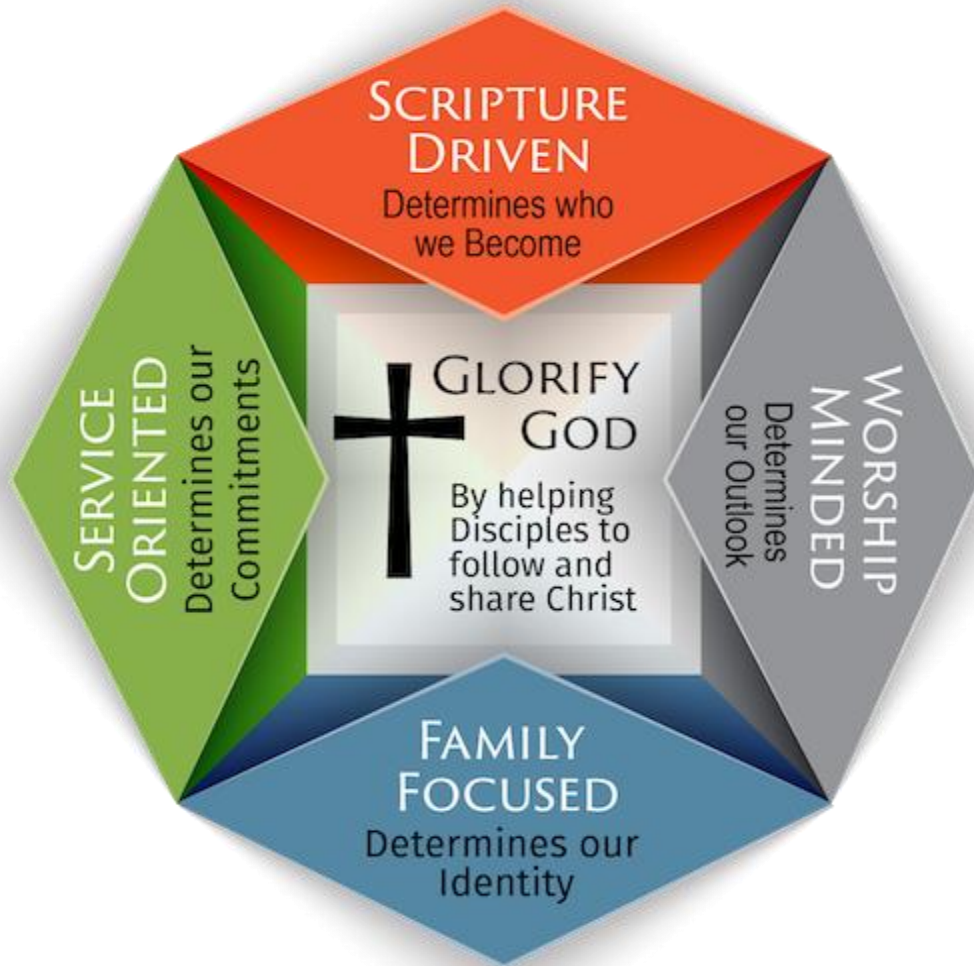 SCRIPTURE
DRIVEN
Determines who
we Become
SERVICE
ORIENTED
Determines our
Commitments
GLORIFY
GOD
By helping
Disciples to
follow and
share Christ
WORSHIP
MINDED
Determines
our Outlook
FAMILY
FOCUSED
Determines our
Identity